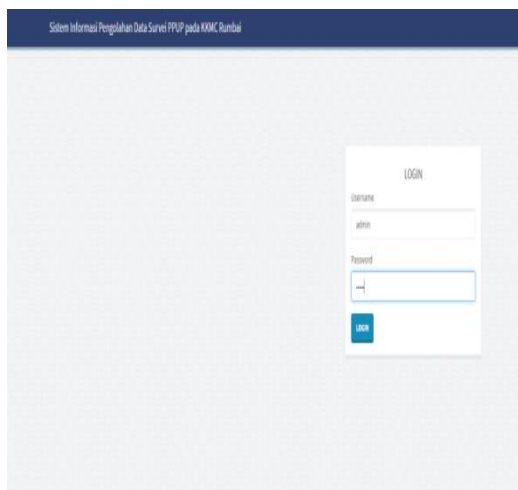 Sistem Informasi Pengolahan Data Survei PPUP pada KKMC Rumbai
LOGIN
Username
admin
Password
LOGIN